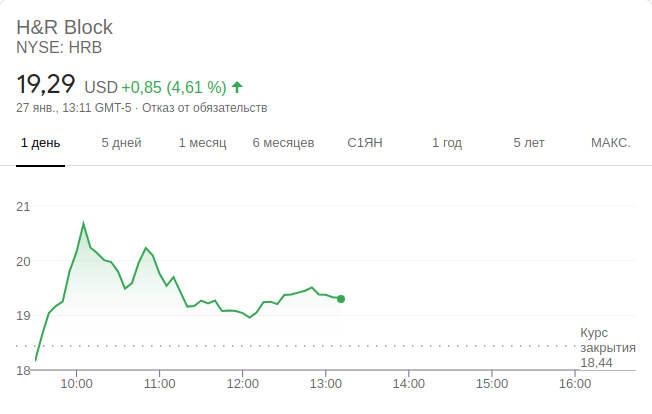 H&R Block
NYSE: HRB
19,29 USD +0,85 (4,61 %)
27 янв., 13:11 GMT-5 · Отказ от обязательств
1 день 5 дней 1 месяц 6 месяцев С1ЯН 1 год 5 лет МАКС.
21
20
19
Курс
закрытия
18,44
18
10:00 11:00 12:00 13:00 14:00 15:00 16:00